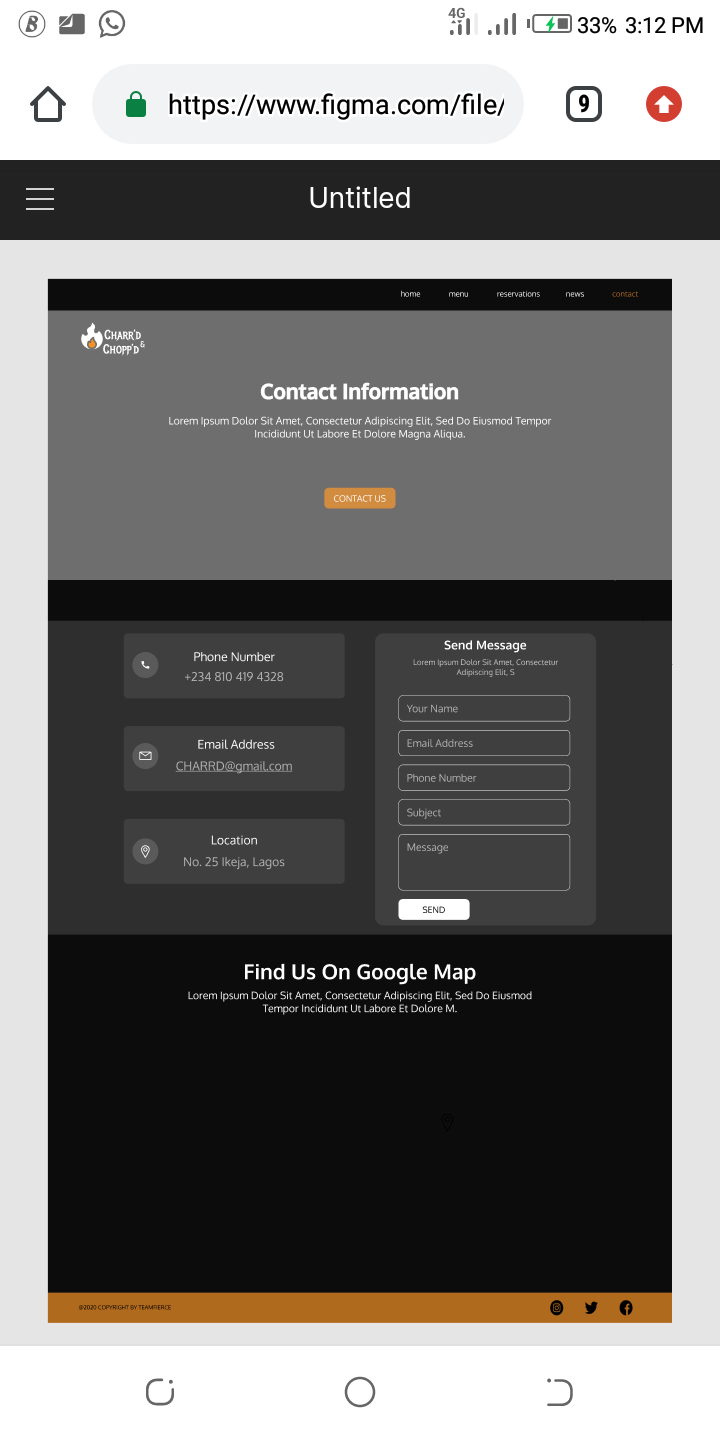 4G
33% 3:12 PM
https://www.figma.com/file/
9
Untitled
home menu reservations news contact
CHARR'D
&
CHOPP'D
Contact Information
Lorem Ipsum Dolor Sit Amet, Consectetur Adipiscing Elit, Sed Do Eiusmod Tempor
Incididunt Ut Labore Et Dolore Magna Aliqua.
CONTACT US
Phone Number
+234 810 419 4328
Email Address
CHARRD@gmail.com
Location
No. 25 Ikeja, Lagos
Send Message
Lorem Ipsum Dolor Sit Amet, Consectetur
Adipiscing Elit, S
Your Name
Email Address
Phone Number
Subject
Message
SEND
Find Us On Google Map
Lorem Ipsum Dolor Sit Amet, Consectetur Adipiscing Elit, Sed Do Eiusmod
Tempor Incididunt Ut Labore Et Dolore M.
©2020 COPYRIGHT BY TEAMFIERCE